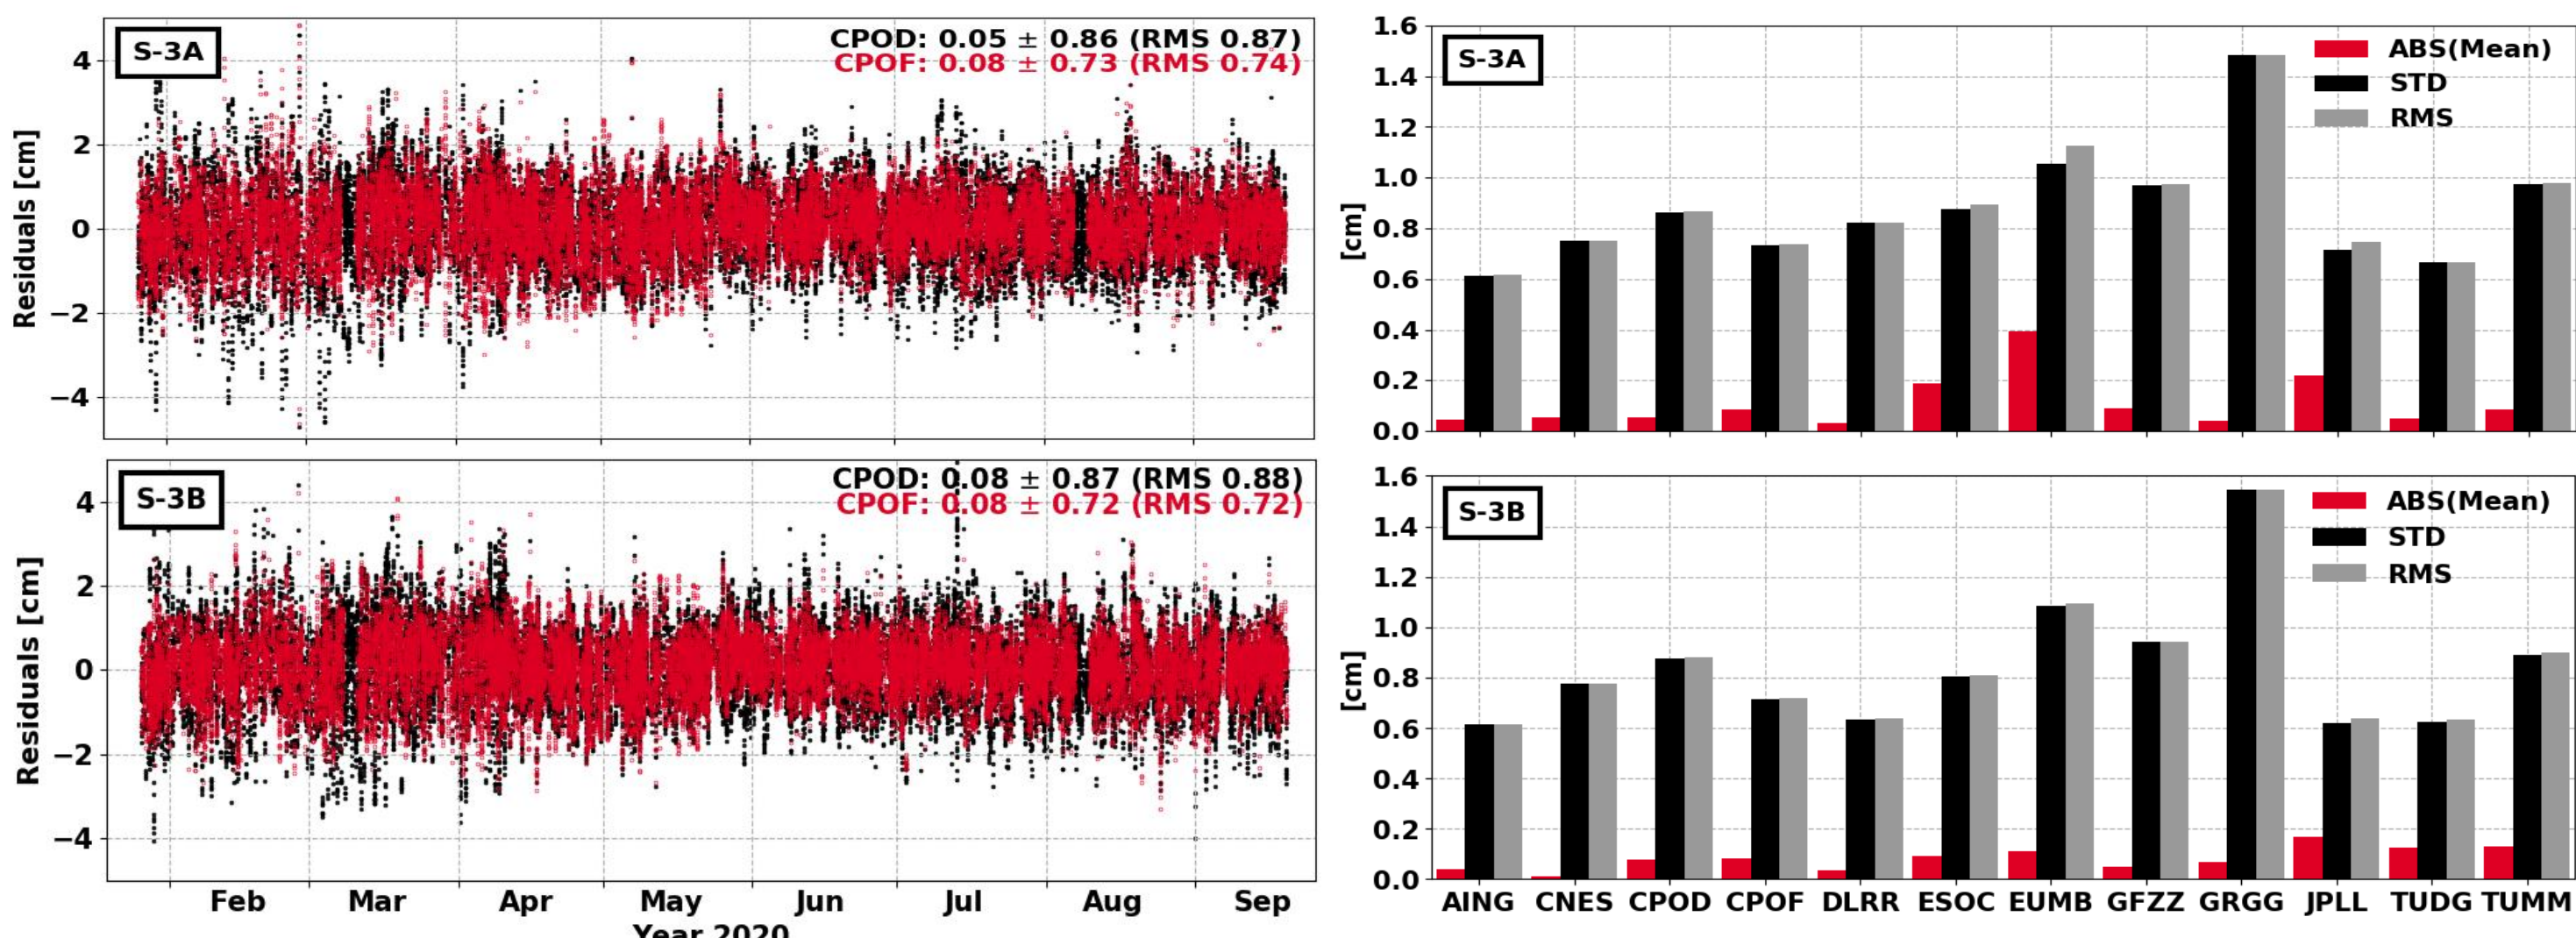 S-3A
CPOD: 0.05 ± 0.86 (RMS 0.87)
CPOF: 0.08 ± 0.73 (RMS 0.74)
4
2
0
−2
−4
Residuals [cm]
S-3B
CPOD: 0.08 ± 0.87 (RMS 0.88)
CPOF: 0.08 ± 0.72 (RMS 0.72)
4
2
0
−2
−4
Residuals [cm]
Feb Mar Apr May Jun Jul Aug Sep
Year 2020
S-3A
ABS(Mean)
STD
RMS
1.6
1.4
1.2
1.0
0.8
0.6
0.4
0.2
0.0
[cm]
S-3B
ABS(Mean)
STD
RMS
1.6
1.4
1.2
1.0
0.8
0.6
0.4
0.2
0.0
[cm]
AING CNES CPOD CPOF DLRR ESOC EUMB GFZZ GRGG JPLL TUDG TUMM